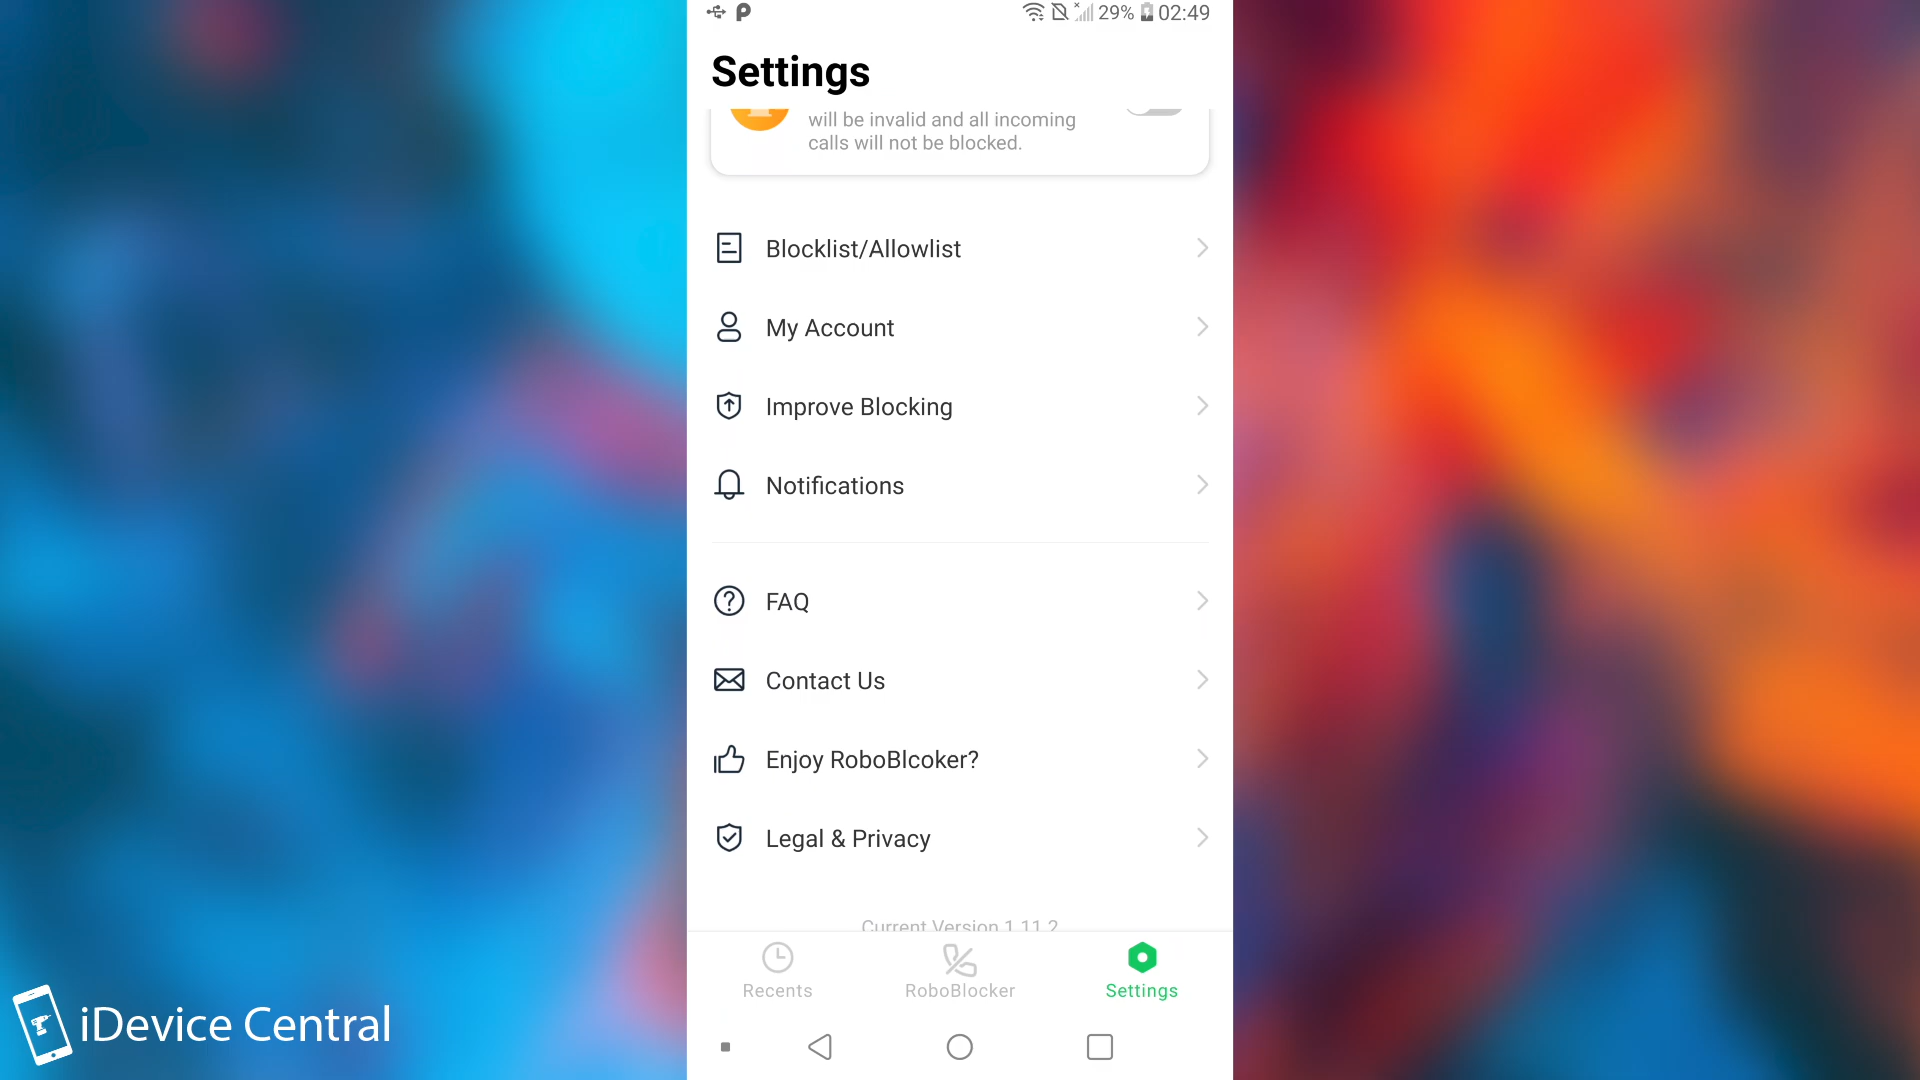 29% 02:49
Settings
will be invalid and all incoming
calls will not be blocked.
Blocklist/Allowlist
My Account
Improve Blocking
Notifications
FAQ
Contact Us
Enjoy RoboBlcoker?
Legal & Privacy
Current Version 1.11.2
Recents
RoboBlocker
Settings
iDevice Central